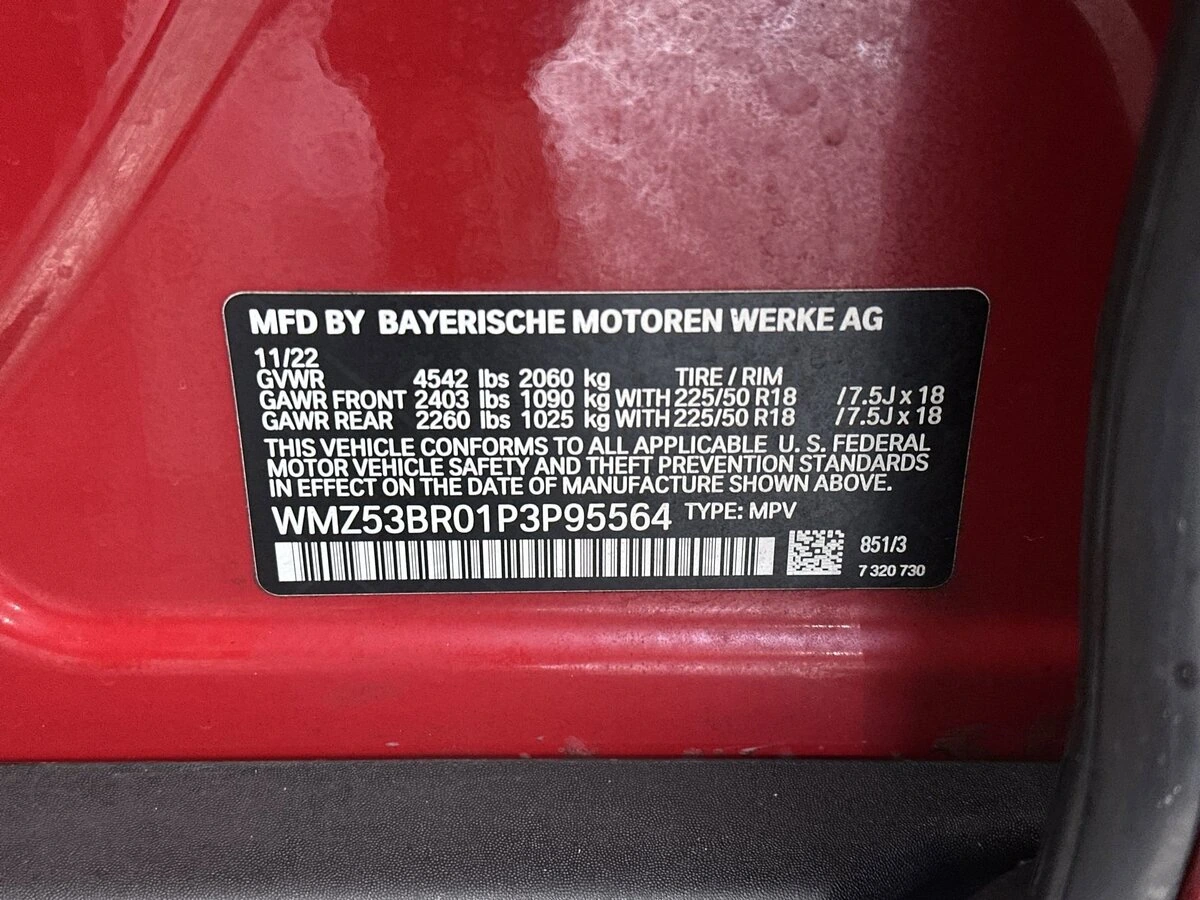 MFD BY BAYERISCHE MOTOREN WERKE AG
11/22
GVWR 4542 lbs 2060 kg TIRE / RIM
GAWR FRONT 2403 lbs 1090 kg WITH 225/50 R18 / 7.5J x 18
GAWR REAR 2260 lbs 1025 kg WITH 225/50 R18 / 7.5J x 18
THIS VEHICLE CONFORMS TO ALL APPLICABLE U. S. FEDERAL
MOTOR VEHICLE SAFETY AND THEFT PREVENTION STANDARDS
IN EFFECT ON THE DATE OF MANUFACTURE SHOWN ABOVE.
WMZ53BR01P3P95564 TYPE: MPV
851/3
7 320 730